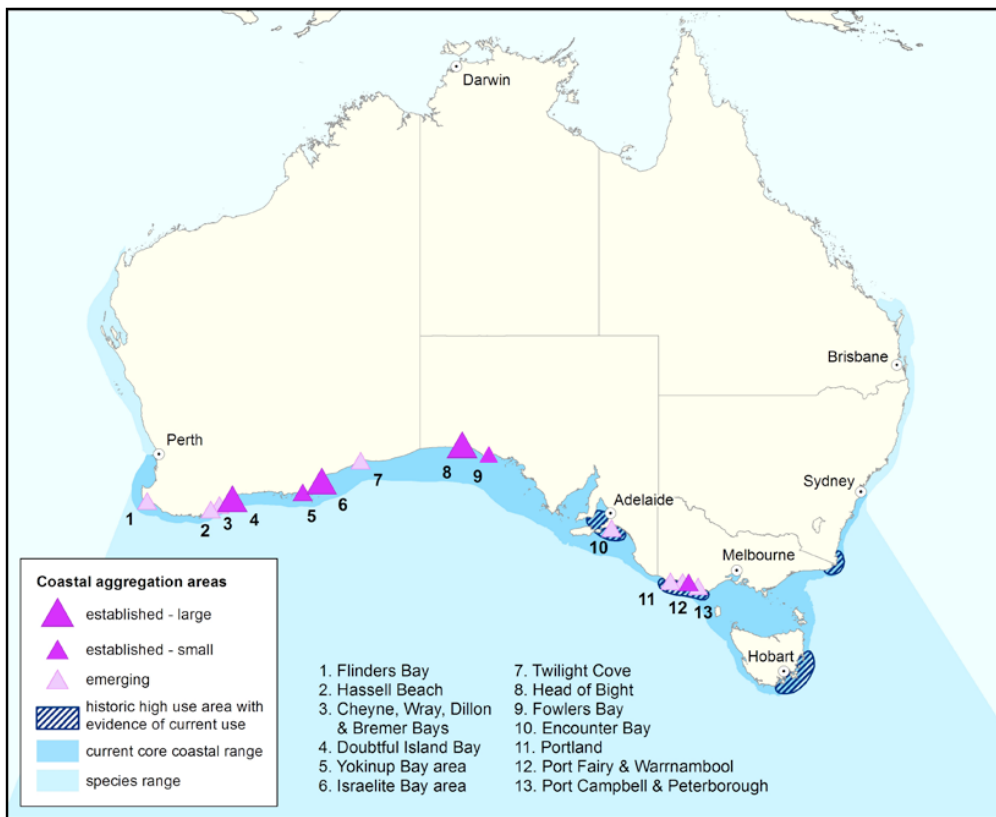 Darwin
Brisbane
Perth
Sydney
Adelaide
Melbourne
Hobart
1
2
3
4
5
6
7
8
9
10
11
12
13
Coastal aggregation areas
established - large
established - small
emerging
historic high use area with
evidence of current use
current core coastal range
species range
1. Flinders Bay
2. Hassell Beach
3. Cheyne, Wray, Dillon
& Bremer Bays
4. Doubtful Island Bay
5. Yokinup Bay area
6. Israelite Bay area
7. Twilight Cove
8. Head of Bight
9. Fowlers Bay
10. Encounter Bay
11. Portland
12. Port Fairy & Warrnambool
13. Port Campbell & Peterborough